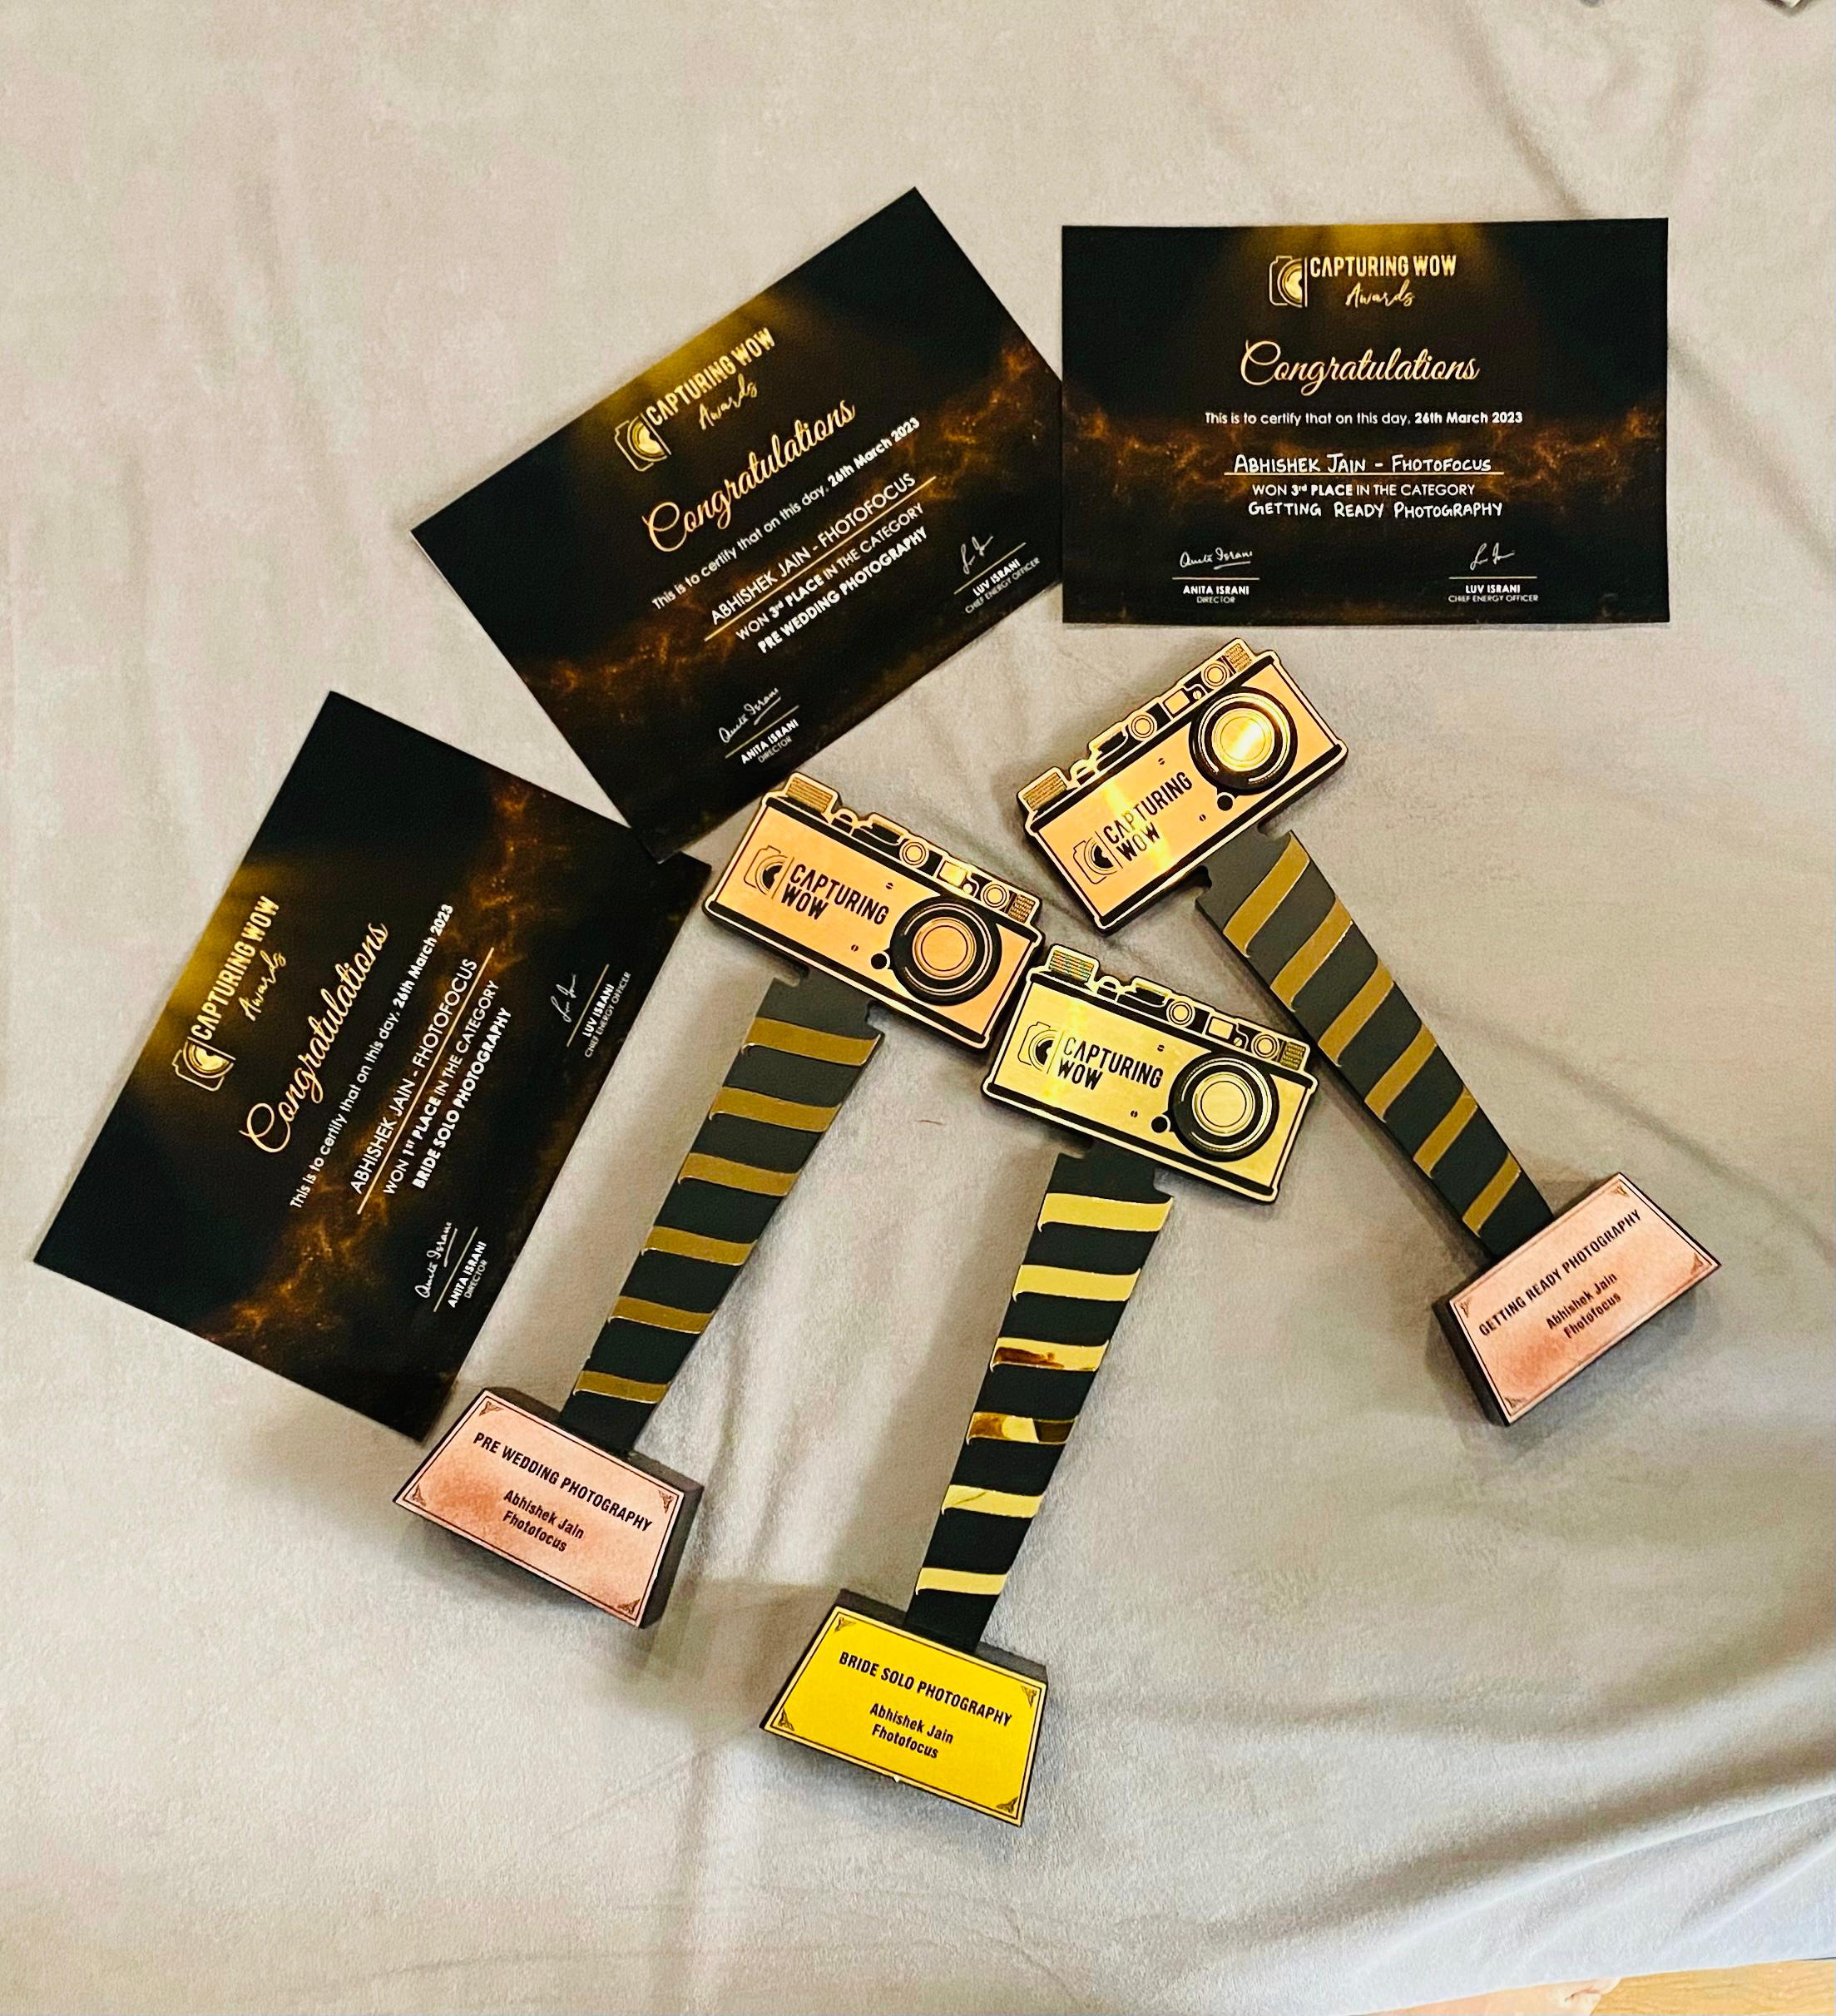 CAPTURING WOW
Awards
Congratulations
This is to certify that on this day, 26th March 2023
ABHISHEK JAIN - FHOTOFOCUS
WON 3rd PLACE IN THE CATEGORY
GETTING READY PHOTOGRAPHY
ANITA ISRANI
DIRECTOR
LUV ISRANI
CHIEF ENERGY OFFICER
CAPTURING WOW
Awards
Congratulations
This is to certify that on this day, 26th March 2023
ABHISHEK JAIN - FHOTOFOCUS
WON 3rd PLACE IN THE CATEGORY
PRE WEDDING PHOTOGRAPHY
ANITA ISRANI
DIRECTOR
LUV ISRANI
CHIEF ENERGY OFFICER
CAPTURING WOW
Awards
Congratulations
This is to certify that on this day, 26th March 2023
ABHISHEK JAIN - FHOTOFOCUS
WON 1ST PLACE IN THE CATEGORY
BRIDE SOLO PHOTOGRAPHY
ANITA ISRANI
DIRECTOR
LUV ISRANI
CHIEF ENERGY OFFICER
CAPTURING
WOW
PRE WEDDING PHOTOGRAPHY
Abhishek Jain
Fhotofocus
CAPTURING
WOW
BRIDE SOLO PHOTOGRAPHY
Abhishek Jain
Fhotofocus
CAPTURING
WOW
GETTING READY PHOTOGRAPHY
Abhishek Jain
Fhotofocus